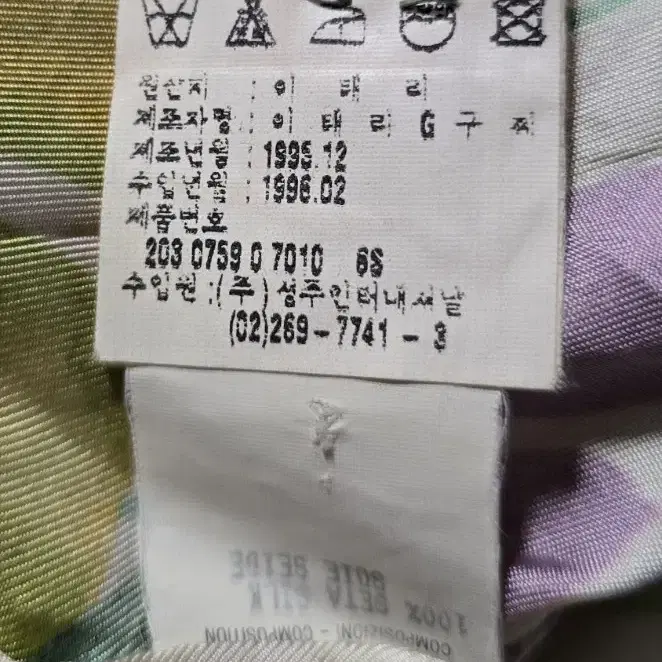 원산지 : 이 태 리
제조자명 : 이 태 리 G 구 찌
제조년월 : 1995.12
수입년월 : 1996.02
제품번호
203 0759 0 7010 6S
수입원 :(주)성주인터내셔날
(02)269-7741-3
SOIE SEIDE
100% SETA SILK
COMPOSIZIONI - COMPOSITION